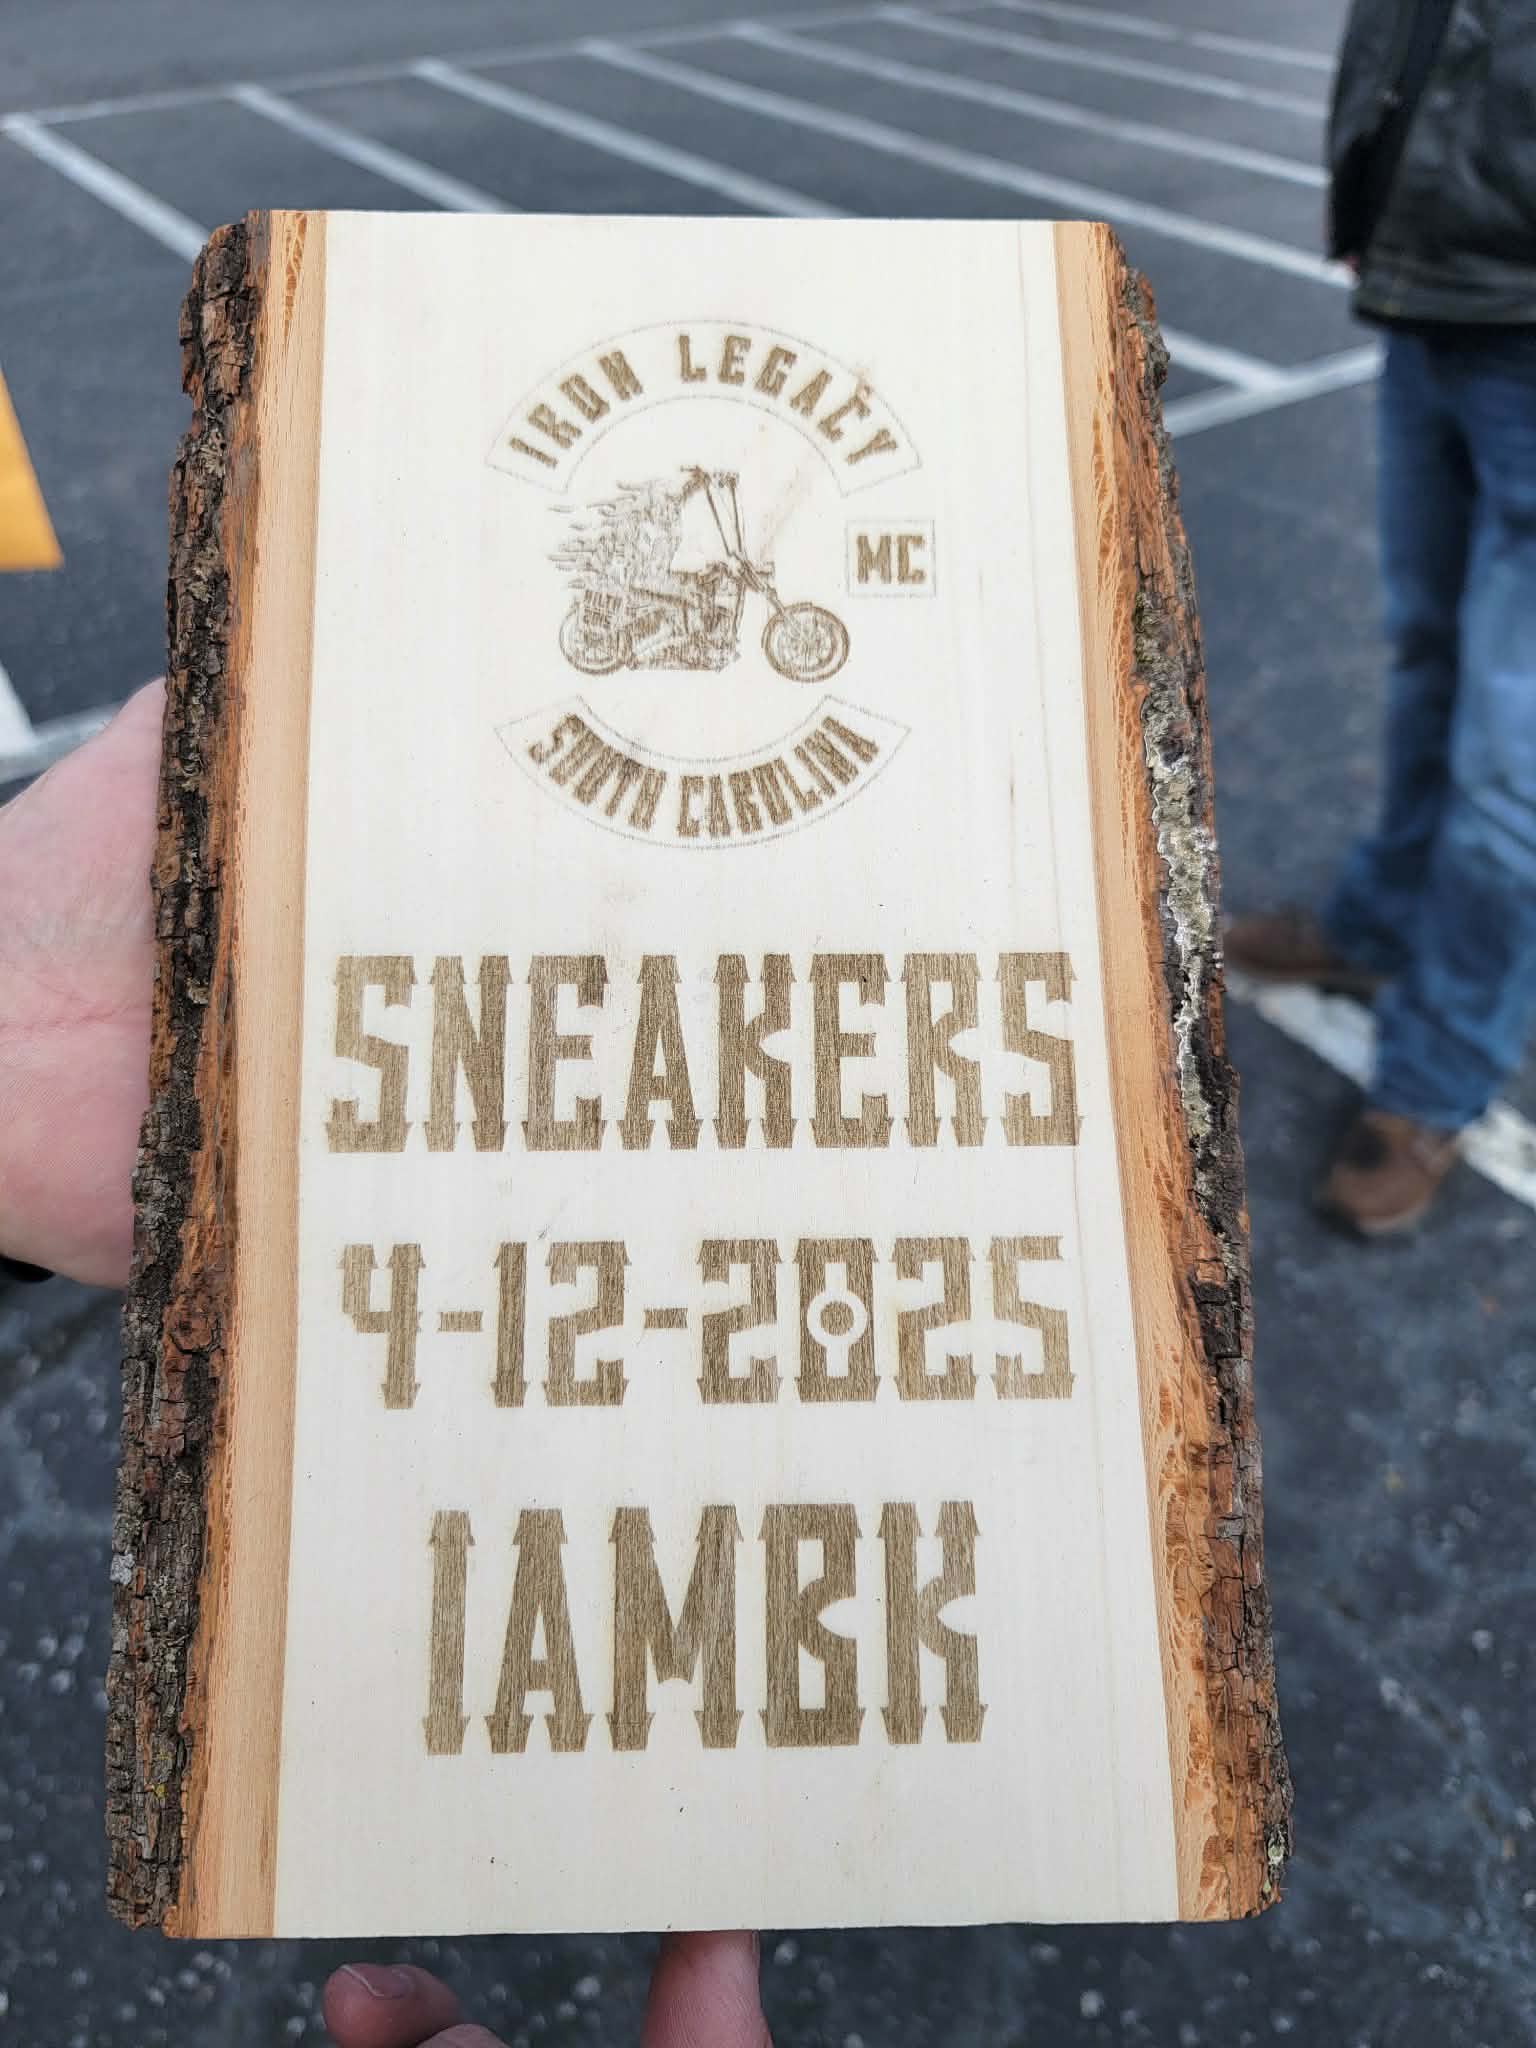 IRON LEGACY
MC
SOUTH CAROLINA
SNEAKERS
4-12-2025
IAMBK